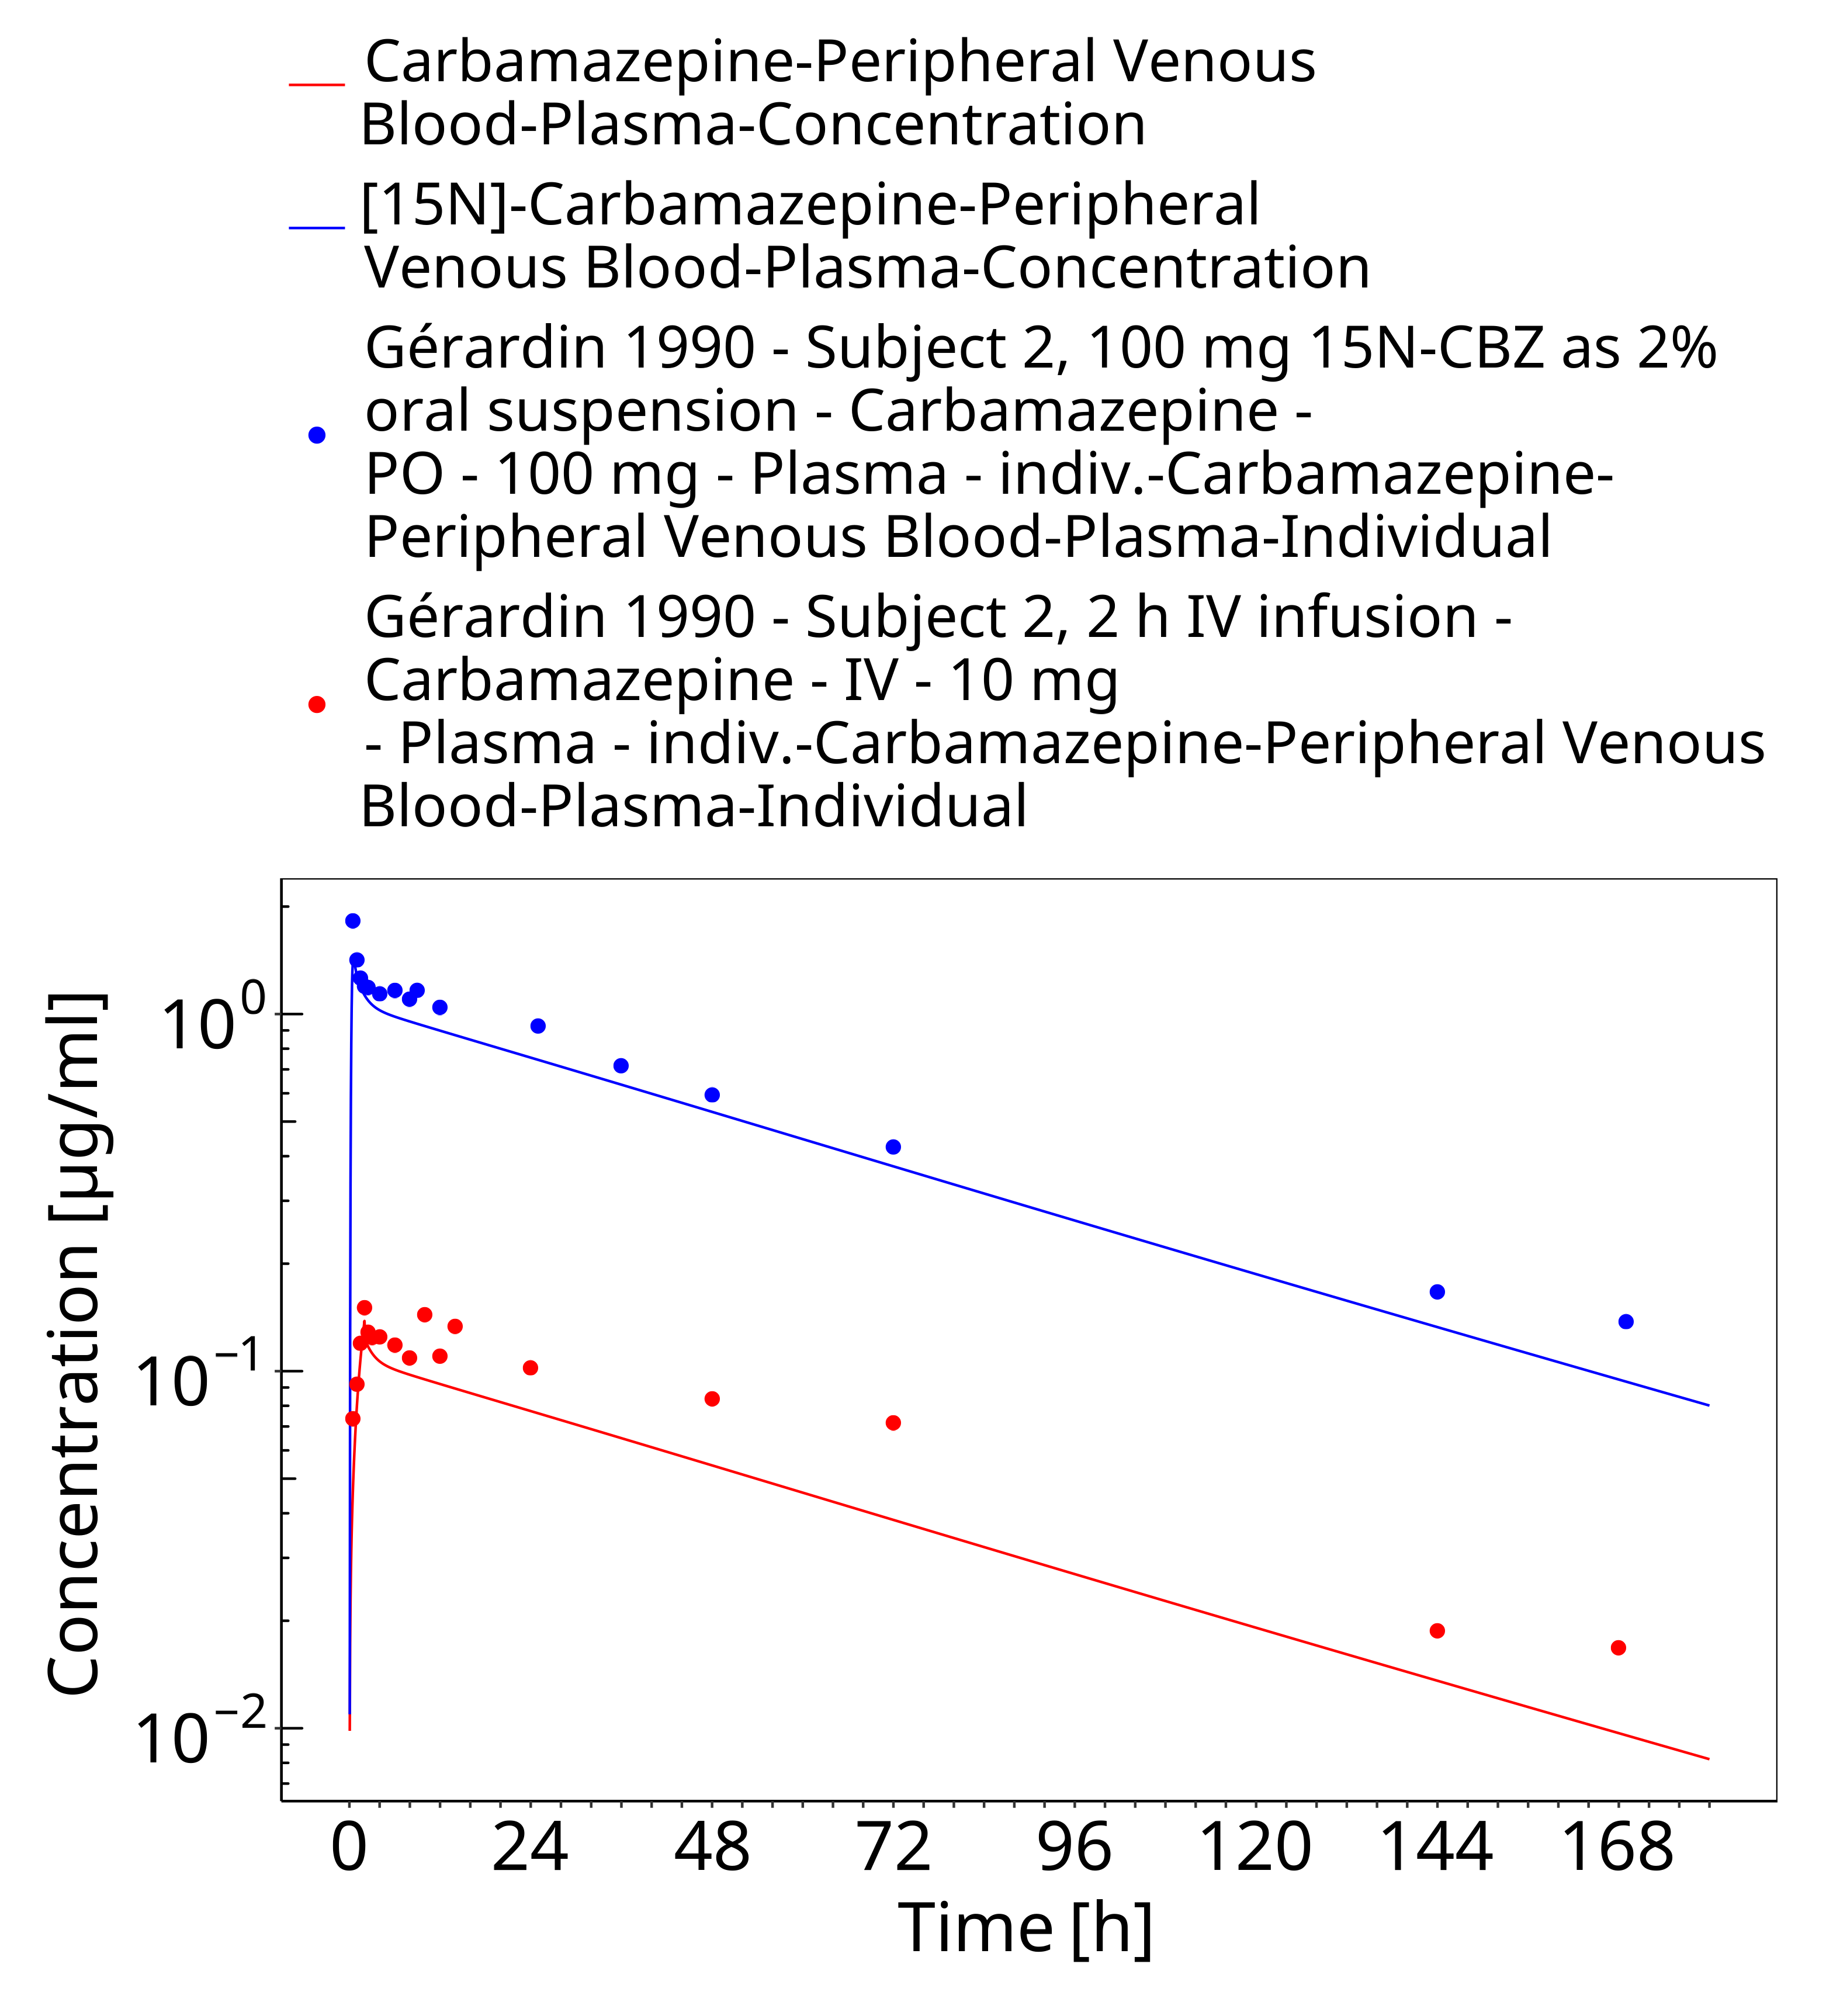 Carbamazepine-Peripheral Venous
Blood-Plasma-Concentration
[15N]-Carbamazepine-Peripheral
Venous Blood-Plasma-Concentration
Gérardin 1990 - Subject 2, 100 mg 15N-CBZ as 2%
oral suspension - Carbamazepine -
PO - 100 mg - Plasma - indiv.-Carbamazepine-
Peripheral Venous Blood-Plasma-Individual
Gérardin 1990 - Subject 2, 2 h IV infusion -
Carbamazepine - IV - 10 mg
- Plasma - indiv.-Carbamazepine-Peripheral Venous
Blood-Plasma-Individual
Concentration [µg/ml]
10⁰
10⁻¹
10⁻²
0 24 48 72 96 120 144 168
Time [h]